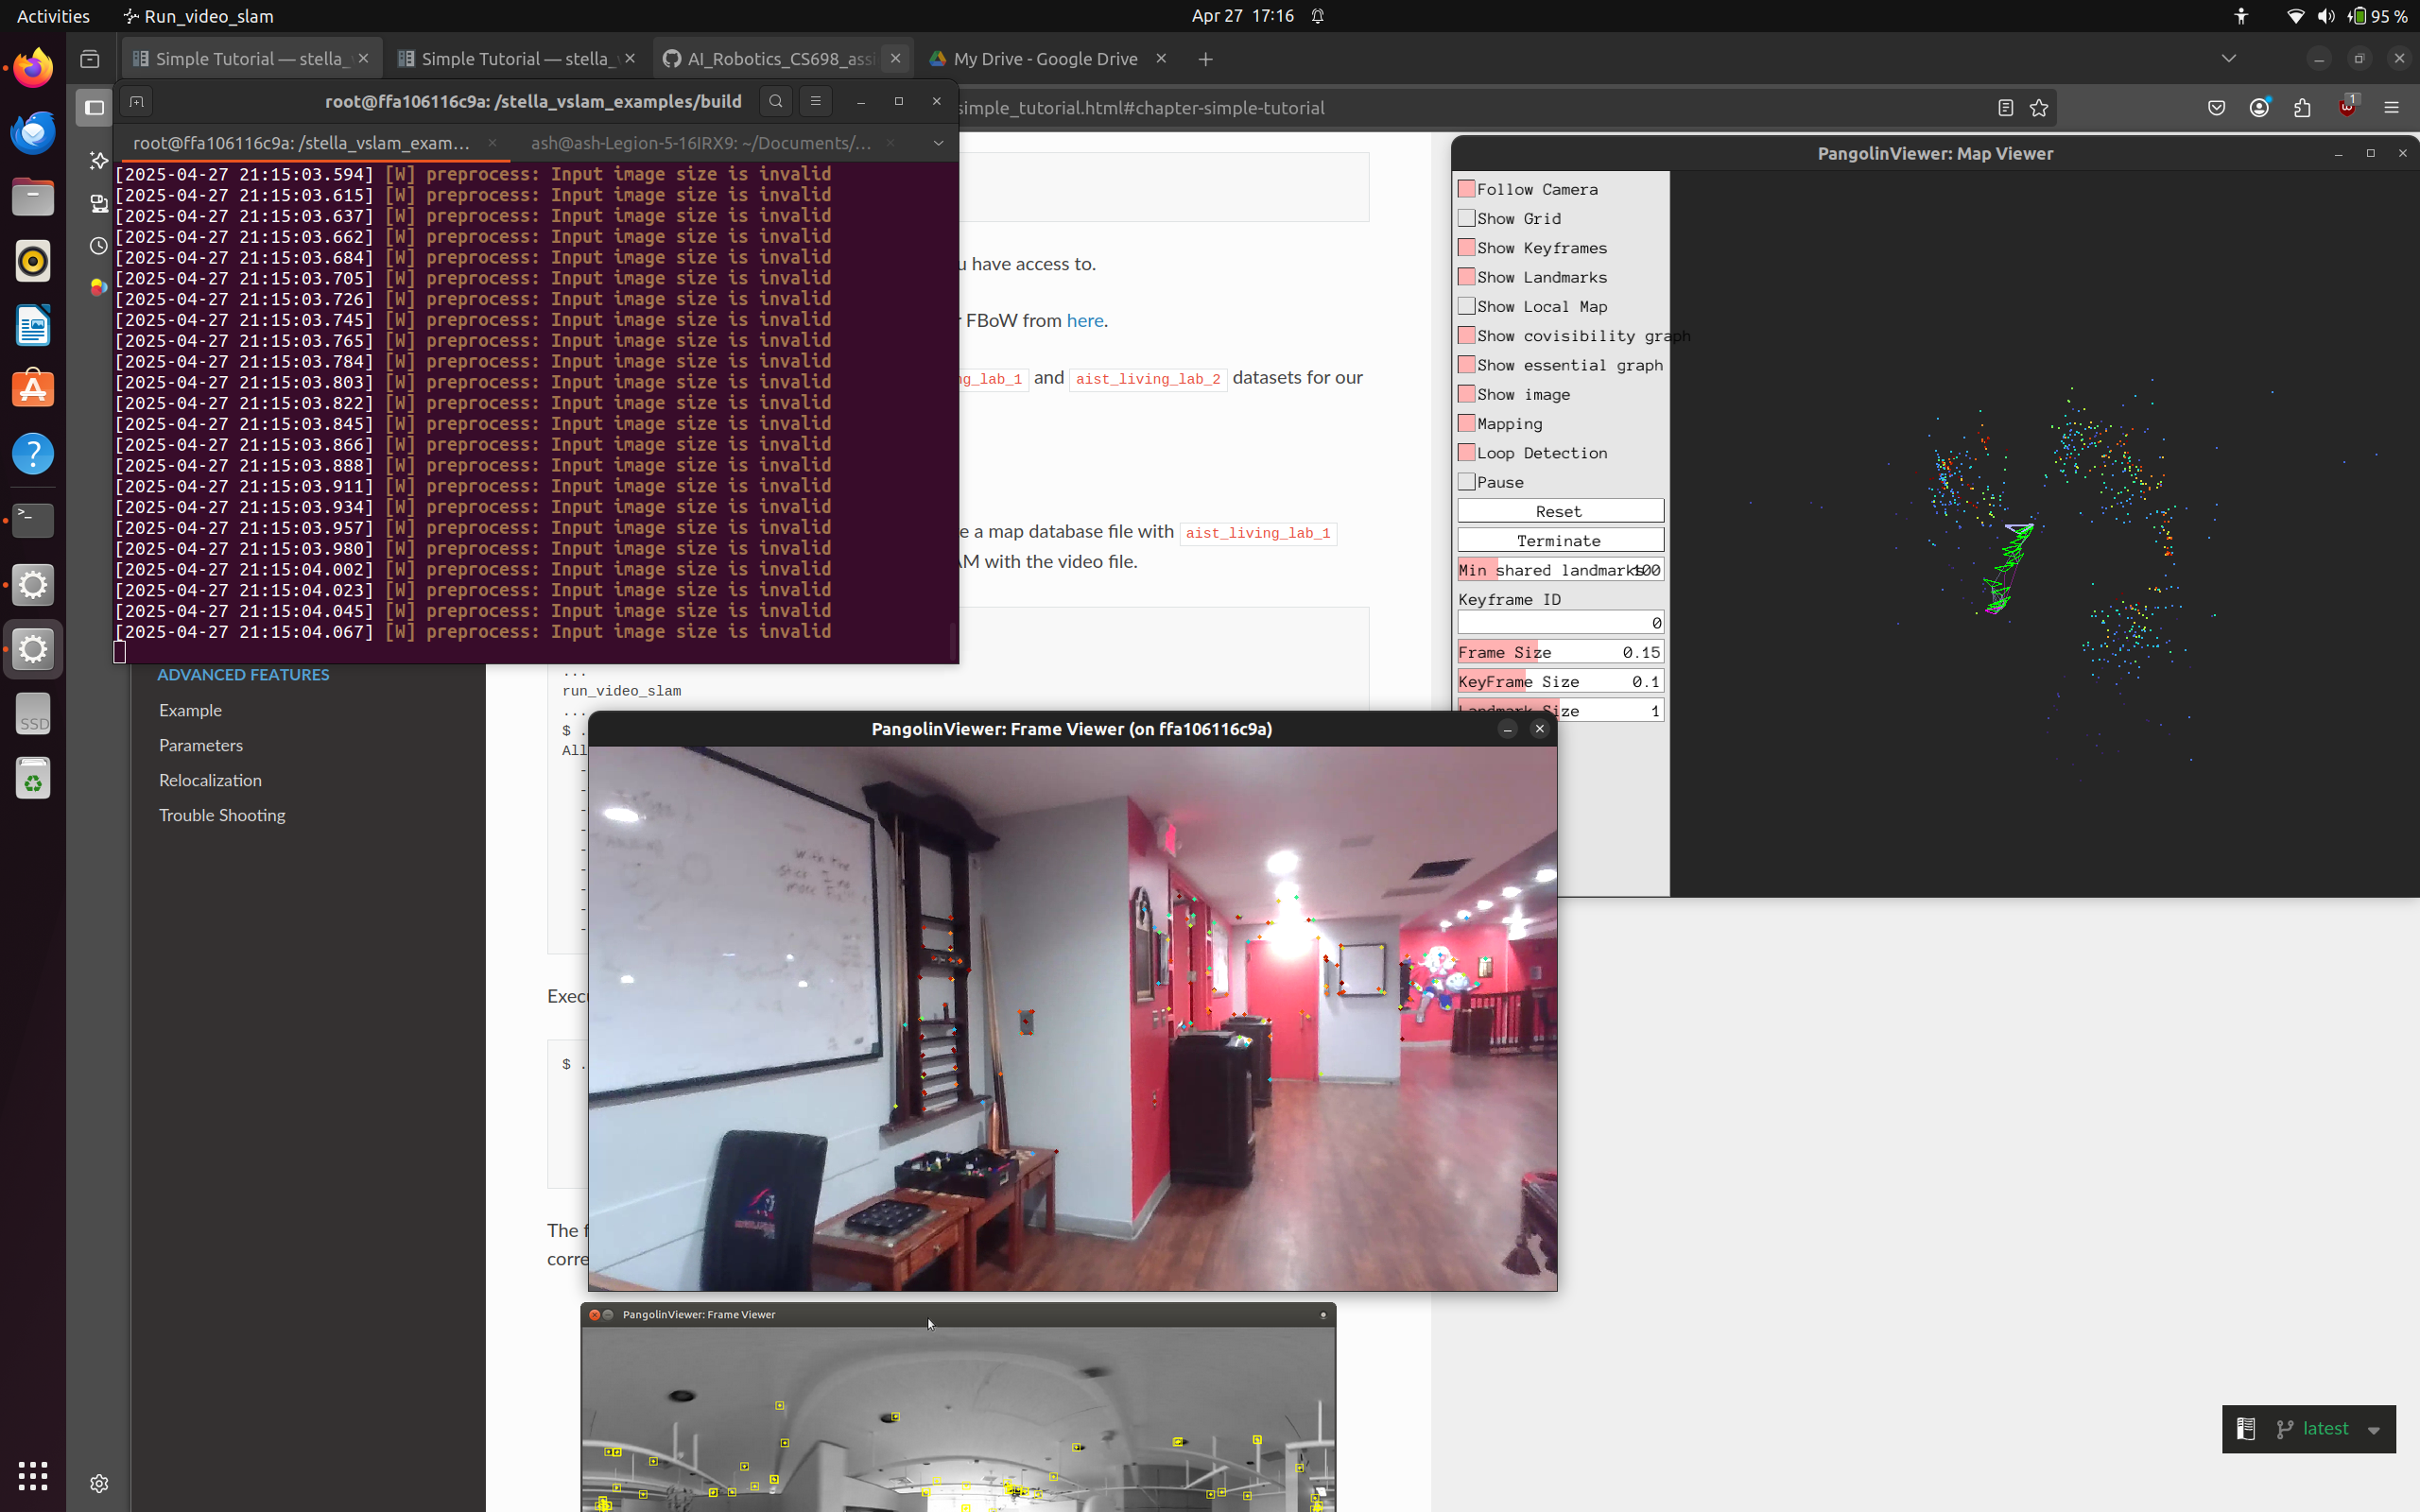 Activities
Run_video_slam
Apr 27 17:16
95 %
Simple Tutorial — stella_
Simple Tutorial — stella_
AI_Robotics_CS698_assi
My Drive - Google Drive
root@ffa106116c9a: /stella_vslam_examples/build
simple_tutorial.html#chapter-simple-tutorial
1
root@ffa106116c9a: /stella_vslam_exam…
ash@ash-Legion-5-16IRX9: ~/Documents/…
[2025-04-27 21:15:03.594] [W] preprocess: Input image size is invalid
[2025-04-27 21:15:03.615] [W] preprocess: Input image size is invalid
[2025-04-27 21:15:03.637] [W] preprocess: Input image size is invalid
[2025-04-27 21:15:03.662] [W] preprocess: Input image size is invalid
[2025-04-27 21:15:03.684] [W] preprocess: Input image size is invalid
[2025-04-27 21:15:03.705] [W] preprocess: Input image size is invalid
[2025-04-27 21:15:03.726] [W] preprocess: Input image size is invalid
[2025-04-27 21:15:03.745] [W] preprocess: Input image size is invalid
[2025-04-27 21:15:03.765] [W] preprocess: Input image size is invalid
[2025-04-27 21:15:03.784] [W] preprocess: Input image size is invalid
[2025-04-27 21:15:03.803] [W] preprocess: Input image size is invalid
[2025-04-27 21:15:03.822] [W] preprocess: Input image size is invalid
[2025-04-27 21:15:03.845] [W] preprocess: Input image size is invalid
[2025-04-27 21:15:03.866] [W] preprocess: Input image size is invalid
[2025-04-27 21:15:03.888] [W] preprocess: Input image size is invalid
[2025-04-27 21:15:03.911] [W] preprocess: Input image size is invalid
[2025-04-27 21:15:03.934] [W] preprocess: Input image size is invalid
[2025-04-27 21:15:03.957] [W] preprocess: Input image size is invalid
[2025-04-27 21:15:03.980] [W] preprocess: Input image size is invalid
[2025-04-27 21:15:04.002] [W] preprocess: Input image size is invalid
[2025-04-27 21:15:04.023] [W] preprocess: Input image size is invalid
[2025-04-27 21:15:04.045] [W] preprocess: Input image size is invalid
[2025-04-27 21:15:04.067] [W] preprocess: Input image size is invalid
u have access to.
r FBoW from here.
ng_lab_1 and aist_living_lab_2 datasets for our
e a map database file with aist_living_lab_1
AM with the video file.
PangolinViewer: Map Viewer
Follow Camera
Show Grid
Show Keyframes
Show Landmarks
Show Local Map
Show covisibility graph
Show essential graph
Show image
Mapping
Loop Detection
Pause
Reset
Terminate
Min shared landmarks 100
Keyframe ID
0
Frame Size 0.15
KeyFrame Size 0.1
Landmark Size 1
SSD
ADVANCED FEATURES
Example
Parameters
Relocalization
Trouble Shooting
...
run_video_slam
...
$ .
All
-
-
-
-
-
-
-
-
-
Execu
$ .
The f
corre
PangolinViewer: Frame Viewer (on ffa106116c9a)
PangolinViewer: Frame Viewer
latest